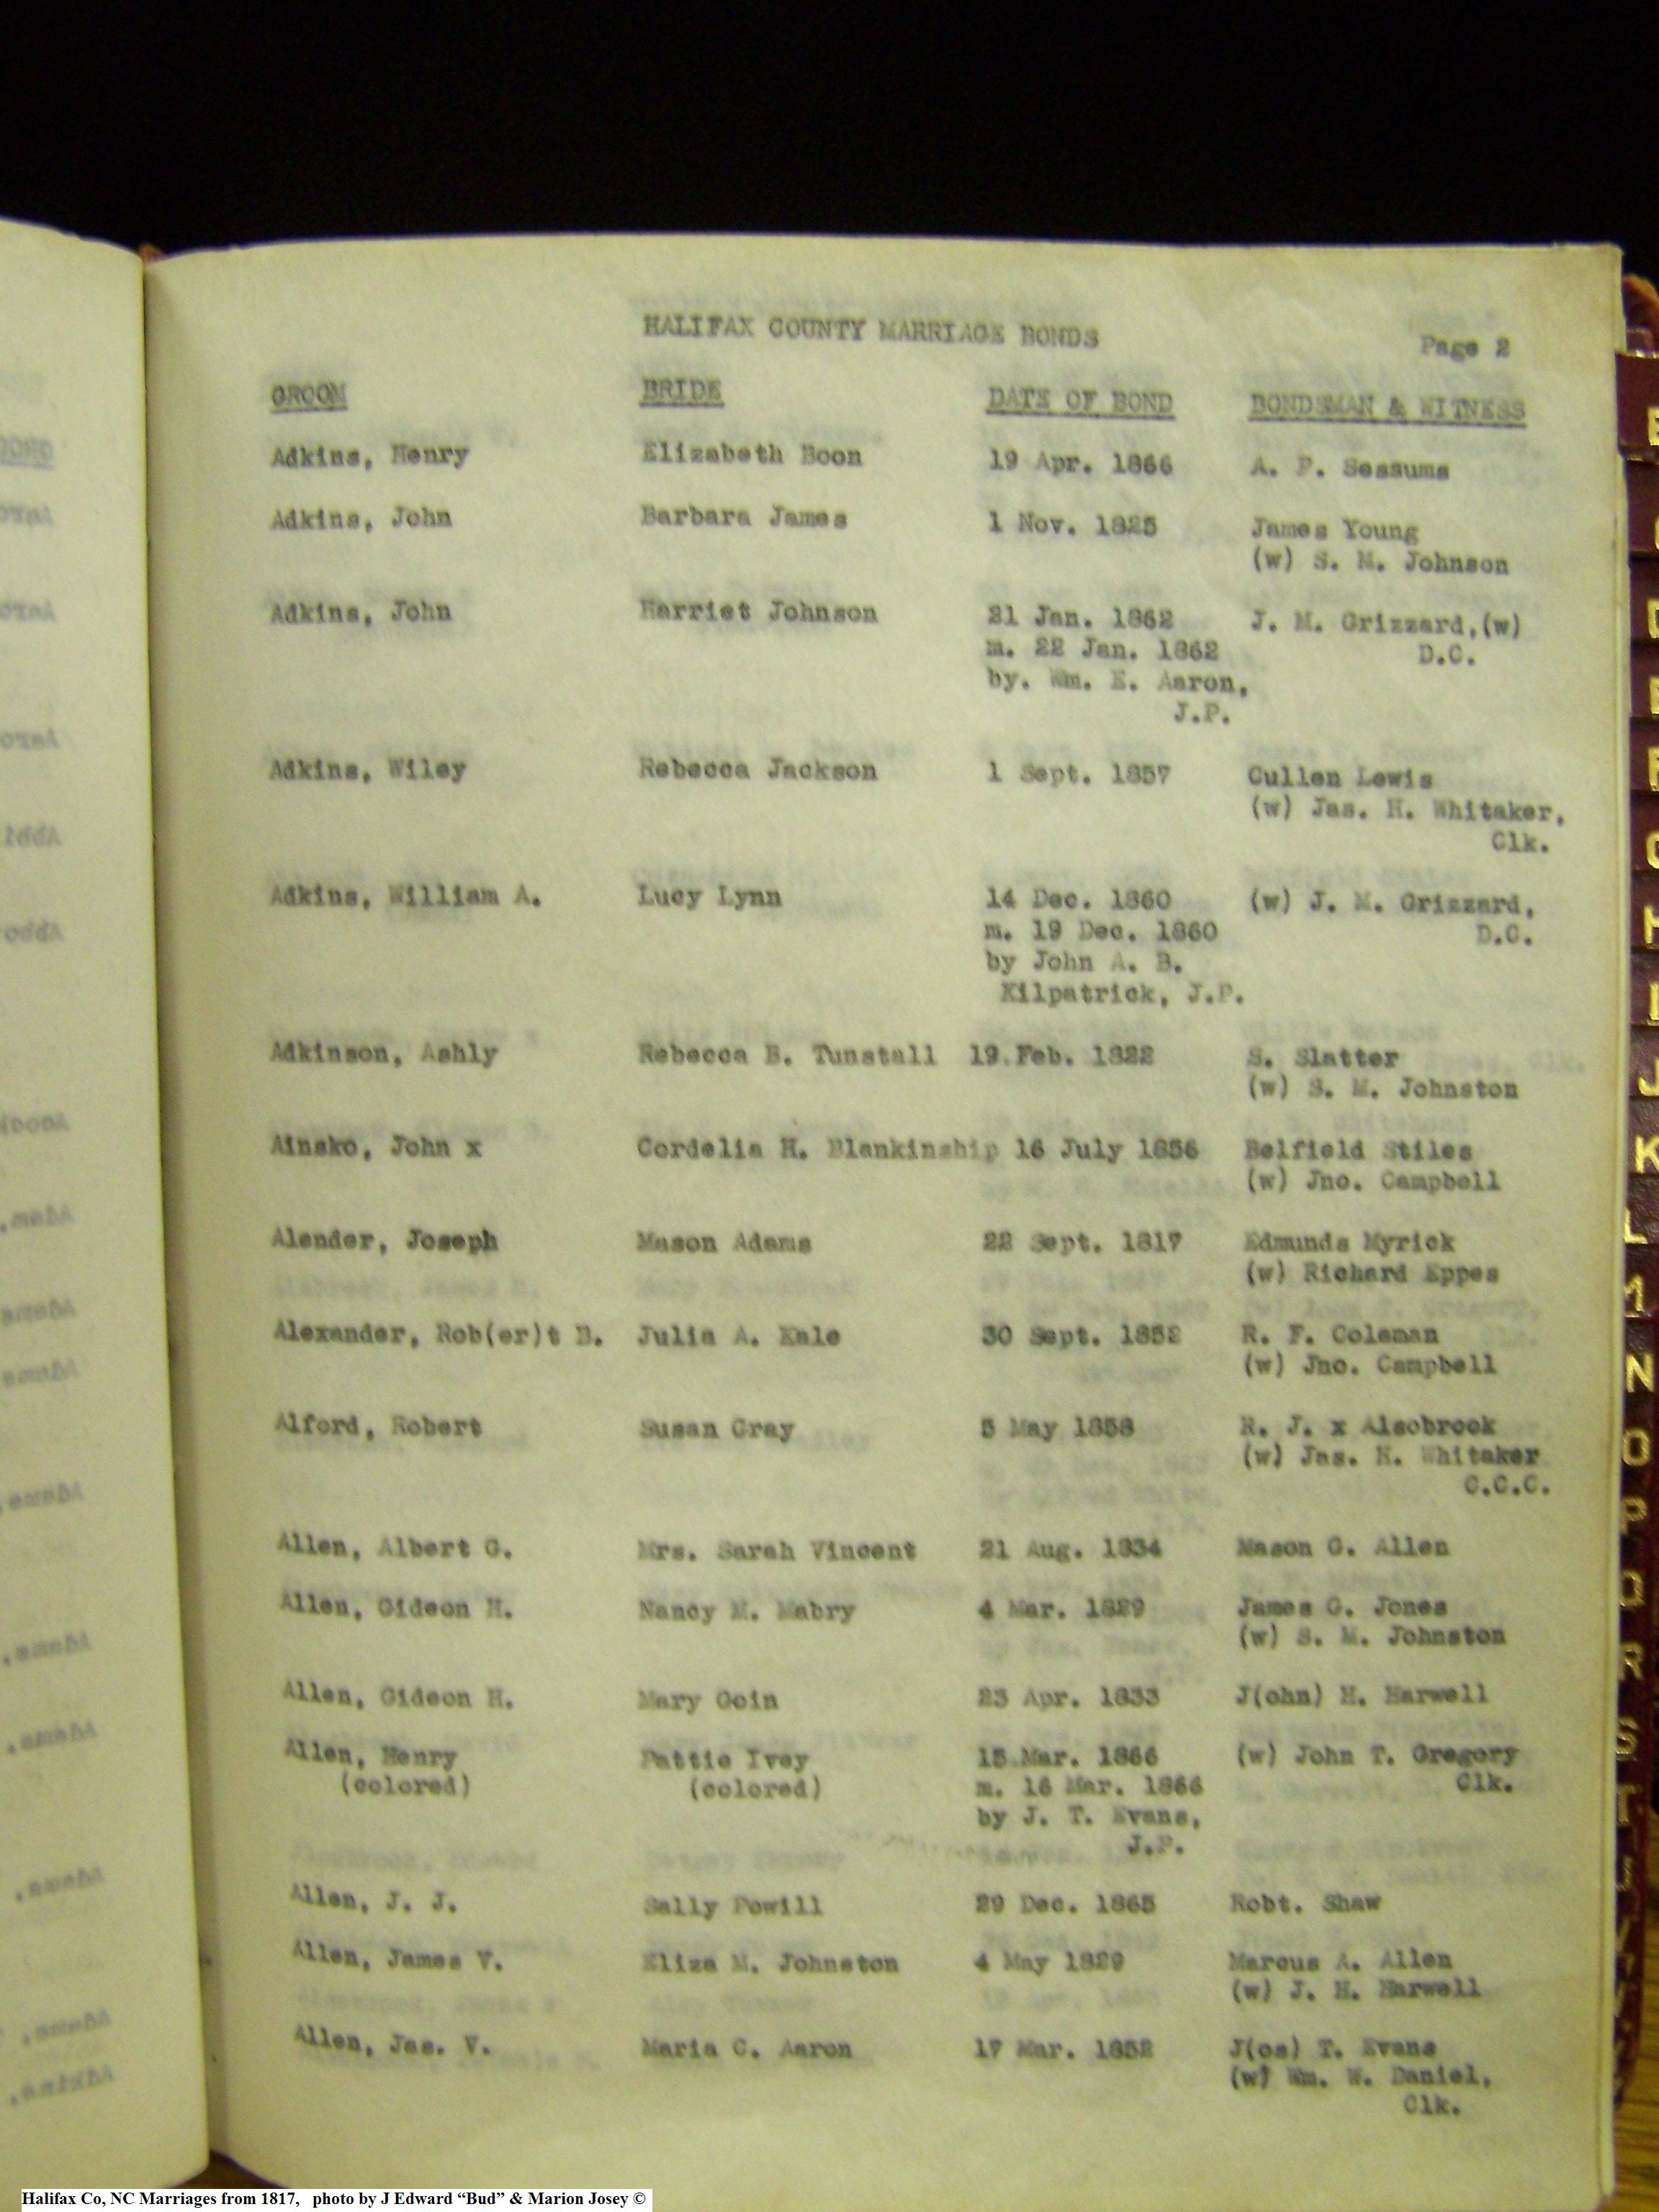 HALIFAX COUNTY MARRIAGE BONDS Page 2
GROOM BRIDE DATE OF BOND BONDSMAN & WITNESS
Adkins, Henry Elizabeth Boon 19 Apr. 1866 A. P. Sessums
Adkins, John Barbara James 1 Nov. 1825 James Young
(w) S. M. Johnson
Adkins, John Harriet Johnson 21 Jan. 1862 J. M. Grizzard,(w)
m. 22 Jan. 1862 D.C.
by. Wm. E. Aaron,
J.P.
Adkins, Wiley Rebecca Jackson 1 Sept. 1857 Cullen Lewis
(w) Jas. H. Whitaker,
Clk.
Adkins, William A. Lucy Lynn 14 Dec. 1860 (w) J. M. Grizzard,
m. 19 Dec. 1860 D.C.
by John A. B.
Kilpatrick, J.P.
Adkinson, Ashly Rebecca B. Tunstall 19 Feb. 1822 S. Slatter
(w) S. M. Johnston
Ainsko, John x Cordelia H. Blankinship 16 July 1856 Belfield Stiles
(w) Jno. Campbell
Alender, Joseph Mason Adams 22 Sept. 1817 Edmunds Myrick
(w) Richard Eppes
Alexander, Rob(er)t B. Julia A. Kale 30 Sept. 1852 R. F. Coleman
(w) Jno. Campbell
Alford, Robert Susan Gray 5 May 1858 R. J. x Alsobrook
(w) Jas. H. Whitaker
C.C.C.
Allen, Albert G. Mrs. Sarah Vincent 21 Aug. 1834 Mason G. Allen
Allen, Gideon H. Nancy M. Mabry 4 Mar. 1829 James G. Jones
(w) S. M. Johnston
Allen, Gideon H. Mary Goin 23 Apr. 1833 J(ohn) H. Harwell
Allen, Henry Pattie Ivey 15 Mar. 1866 (w) John T. Gregory
(colored) (colored) m. 16 Mar. 1866 Clk.
by J. T. Evans,
J.P.
Allen, J. J. Sally Powill 29 Dec. 1865 Robt. Shaw
Allen, James V. Eliza M. Johnston 4 May 1829 Marcus A. Allen
(w) J. H. Harwell
Allen, Jas. V. Maria C. Aaron 17 Mar. 1852 J(os) T. Evans
(w) Wm. W. Daniel,
Clk.
E
D
E
F
G
H
I
J
K
L
M
N
O
P
Q
R
S
T
Halifax Co, NC Marriages from 1817, photo by J Edward “Bud” & Marion Josey ©